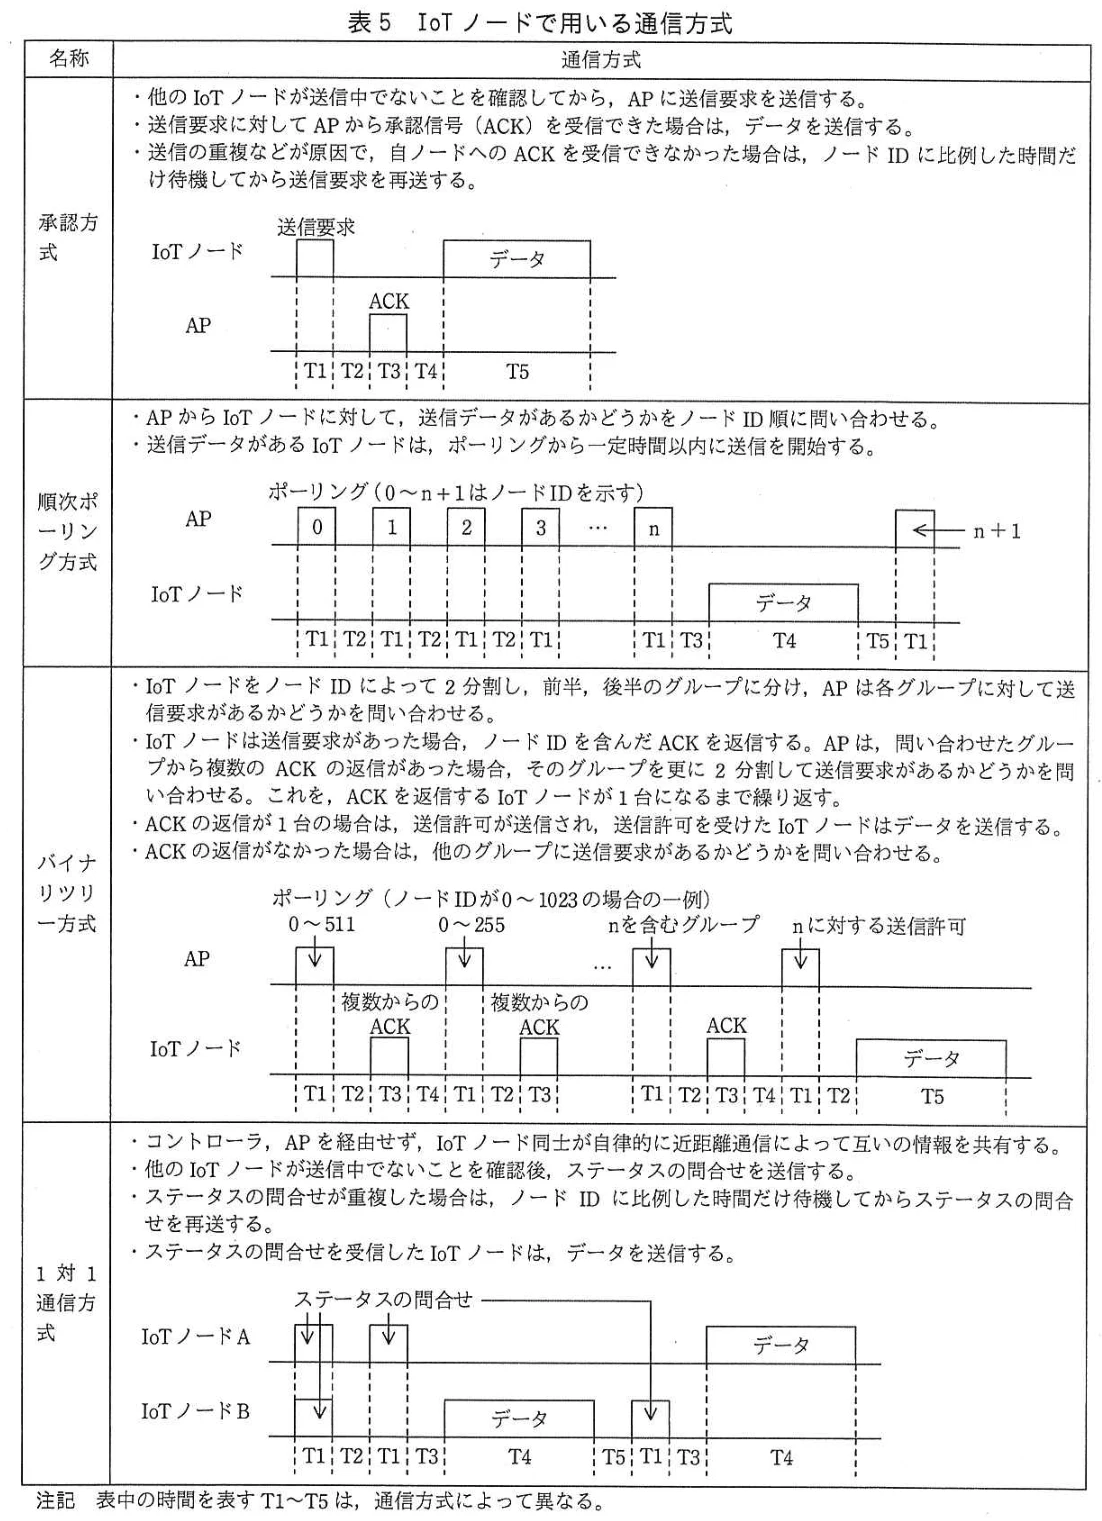 表5 IoTノードで用いる通信方式
名称 通信方式
・他のIoTノードが送信中でないことを確認してから，APに送信要求を送信する。
・送信要求に対してAPから承認信号（ACK）を受信できた場合は，データを送信する。
・送信の重複などが原因で，自ノードへのACKを受信できなかった場合は，ノードIDに比例した時間だ
け待機してから送信要求を再送する。
承認方
式
送信要求
IoTノード データ
ACK
AP
T1 T2 T3 T4 T5
・APからIoTノードに対して，送信データがあるかどうかをノードID順に問い合わせる。
・送信データがあるIoTノードは，ポーリングから一定時間以内に送信を開始する。
順次ポ
ーリン
グ方式
ポーリング（0～n+1はノードIDを示す）
AP 0 1 2 3 … n n+1
IoTノード データ
T1 T2 T1 T2 T1 T2 T1 T1 T3 T4 T5 T1
・IoTノードをノードIDによって2分割し，前半，後半のグループに分け，APは各グループに対して送
信要求があるかどうかを問い合わせる。
・IoTノードは送信要求があった場合，ノードIDを含んだACKを返信する。APは，問い合わせたグルー
プから複数のACKの返信があった場合，そのグループを更に2分割して送信要求があるかどうかを問
い合わせる。これを，ACKを返信するIoTノードが1台になるまで繰り返す。
・ACKの返信が1台の場合は，送信許可が送信され，送信許可を受けたIoTノードはデータを送信する。
・ACKの返信がなかった場合は，他のグループに送信要求があるかどうかを問い合わせる。
バイナ
リツリ
ー方式
ポーリング（ノードIDが0～1023の場合の一例）
0～511 0～255 nを含むグループ nに対する送信許可
AP …
複数からの 複数からの
ACK ACK ACK
IoTノード データ
T1 T2 T3 T4 T1 T2 T3 T1 T2 T3 T4 T1 T2 T5
・コントローラ，APを経由せず，IoTノード同士が自律的に近距離通信によって互いの情報を共有する。
・他のIoTノードが送信中でないことを確認後，ステータスの問合せを送信する。
・ステータスの問合せが重複した場合は，ノードIDに比例した時間だけ待機してからステータスの問合
せを再送する。
・ステータスの問合せを受信したIoTノードは，データを送信する。
1対1
通信方
式
ステータスの問合せ
IoTノードA データ
IoTノードB データ
T1 T2 T1 T3 T4 T5 T1 T3 T4
注記 表中の時間を表すT1～T5は，通信方式によって異なる。